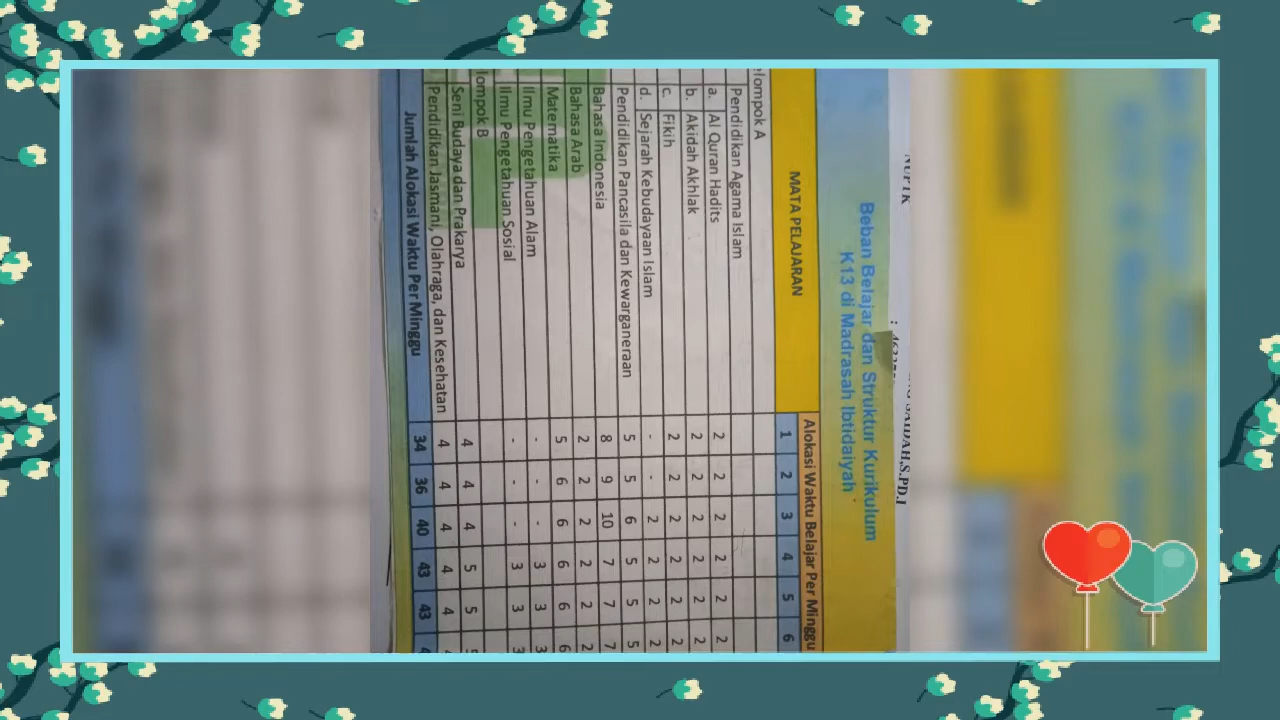 NUPTK : SAIDAH,S.PD.I
Beban Belajar dan Struktur Kurikulum
K13 di Madrasah Ibtidaiyah
MATA PELAJARAN Alokasi Waktu Belajar Per Minggu
1 2 3 4 5 6
elompok A
Pendidikan Agama Islam
a. Al Quran Hadits 2 2 2 2 2 2
b. Akidah Akhlak 2 2 2 2 2 2
c. Fikih 2 2 2 2 2 2
d. Sejarah Kebudayaan Islam - - 2 2 2 2
Pendidikan Pancasila dan Kewarganeraan 5 5 6 5 5 5
Bahasa Indonesia 8 9 10 7 7 7
Bahasa Arab 2 2 2 2 2 2
Matematika 5 6 6 6 6 6
Ilmu Pengetahuan Alam - - - 3 3 3
Ilmu Pengetahuan Sosial - - - 3 3 3
lompok B
Seni Budaya dan Prakarya 4 4 4 5 5
Pendidikan Jasmani, Olahraga, dan Kesehatan 4 4 4 4 4
Jumlah Alokasi Waktu Per Minggu 34 36 40 43 43